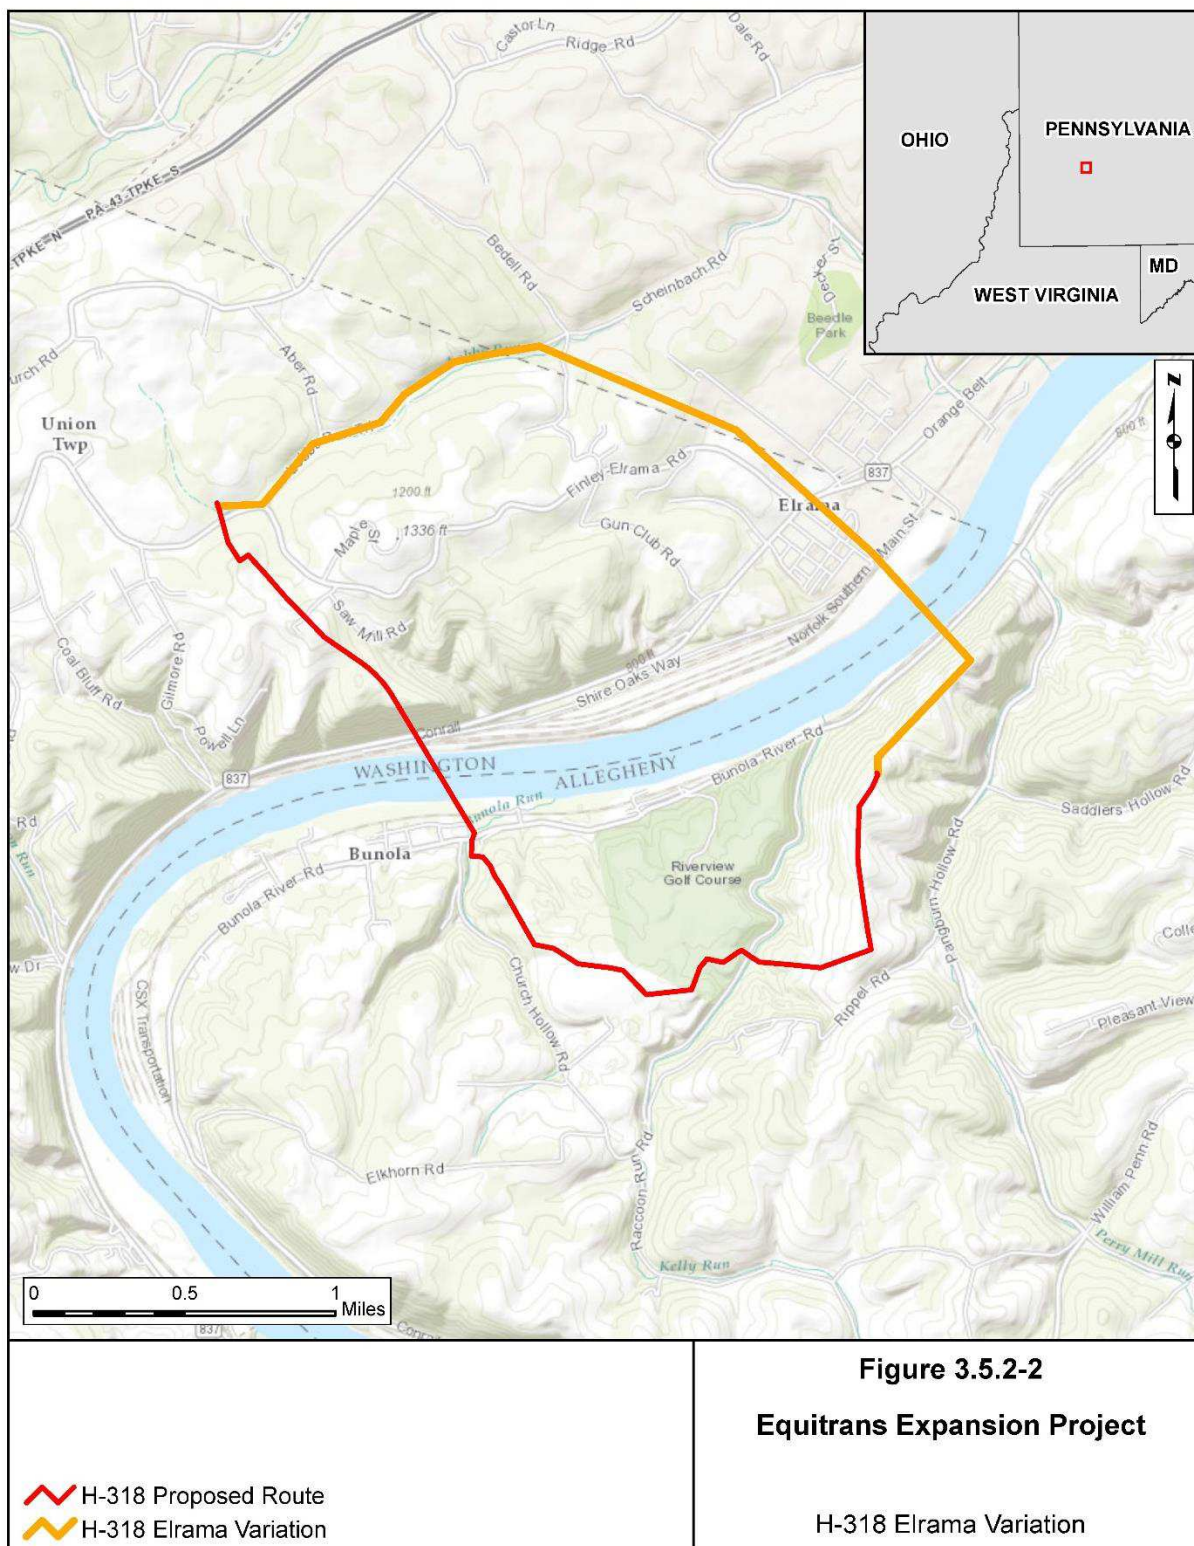 Castor Ln
Ridge Rd
Dale Rd
OHIO
PENNSYLVANIA
MD
WEST VIRGINIA
PA-43-TPKE-S
TPKE-N
Bedell Rd
Scheinbach Rd
Decker St
Beedle
Park
N
Aber Rd
Orange Belt
800 ft
Union
Twp
837
Finley-Elrama Rd
1200 ft
Elrama
Maple St
1336 ft
Gun Club Rd
Main St
Norfolk Southern
Saw Mill Rd
Gilmore Rd
Coal Bluff Rd
800 ft
Shire Oaks Way
Powell Ln
Conrail
837
WASHINGTON
ALLEGHENY
Bunola-River-Rd
Saddlers Hollow Rd
Bunola
Bunola-River-Rd
Riverview
Golf Course
Pangburn Hollow Rd
CSX Transportation
Church Hollow Rd
Rippel Rd
Pleasant View
Elkhorn Rd
Raccoon-Run Rd
William Penn Rd
Kelly Run
Perry Mill Run
0
0.5
1
Miles
837
Figure 3.5.2-2
Equitrans Expansion Project
H-318 Proposed Route
H-318 Elrama Variation
H-318 Elrama Variation